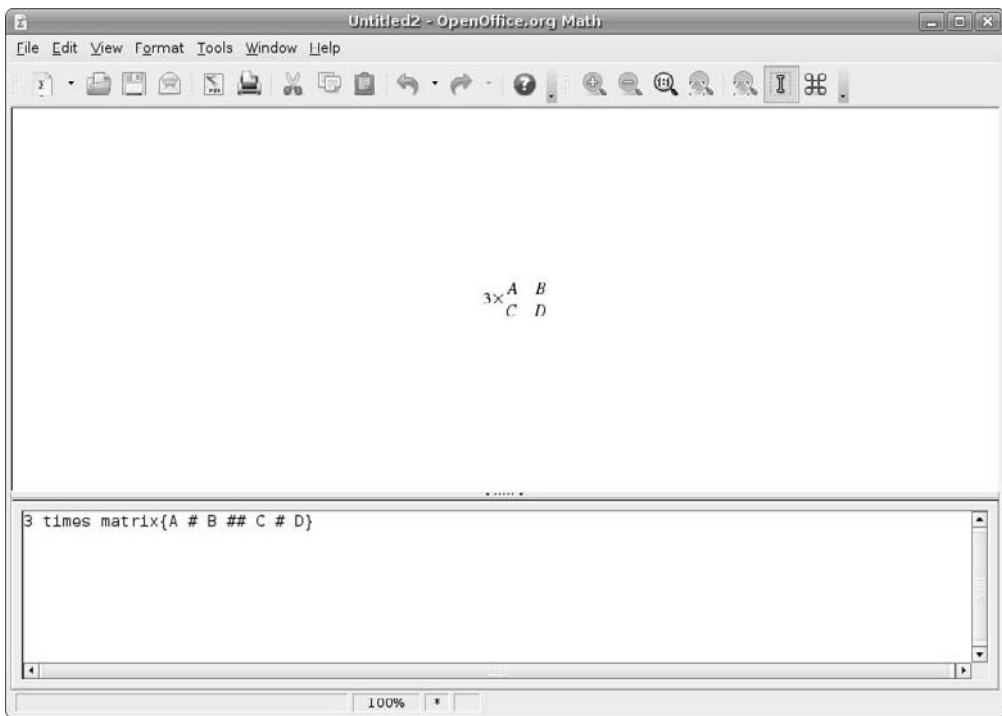 Untitled2 - OpenOffice.org Math
File Edit View Format Tools Window Help
3×A B
C D
3 times matrix{A # B ## C # D}
100% *